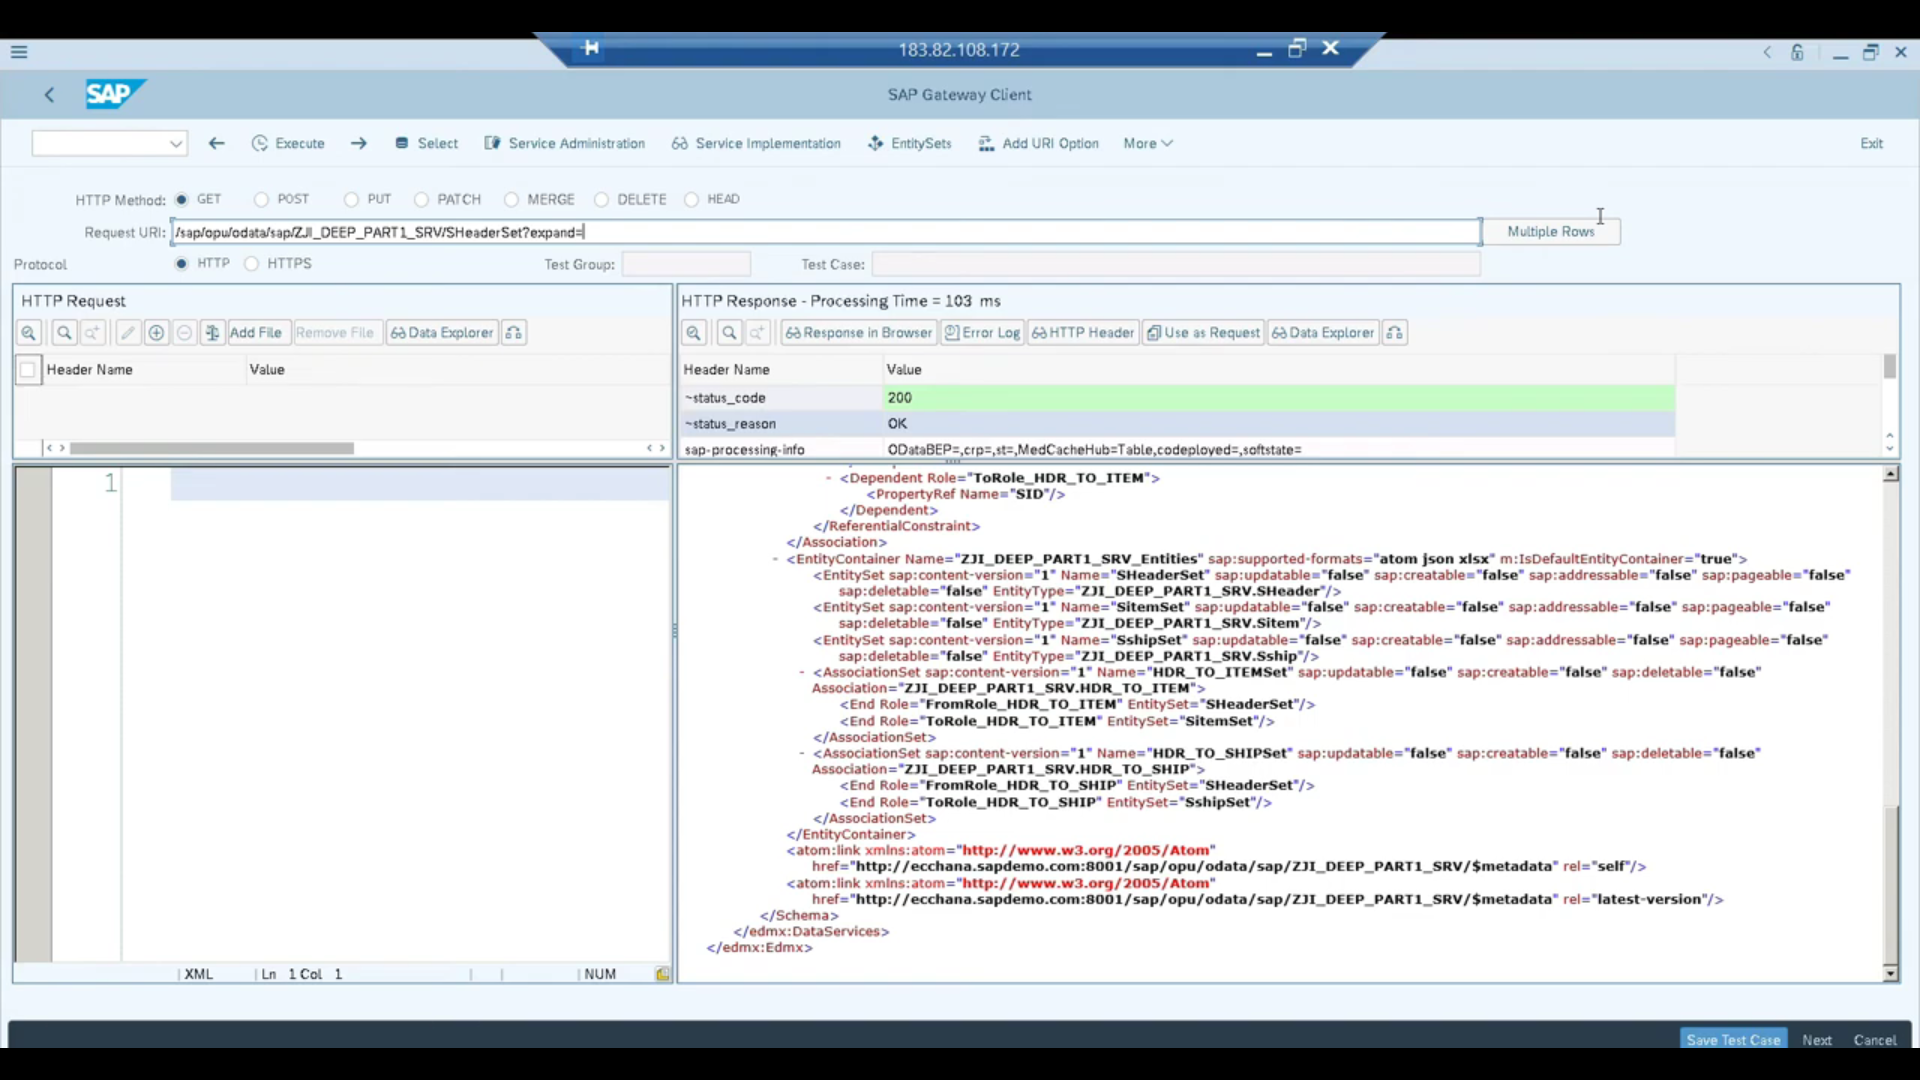 183.82.108.172
SAP
SAP Gateway Client
Execute Select Service Administration Service Implementation EntitySets Add URI Option More Exit
HTTP Method: GET POST PUT PATCH MERGE DELETE HEAD
Request URI: /sap/opu/odata/sap/ZJI_DEEP_PART1_SRV/SHeaderSet?expand= Multiple Rows
Protocol HTTP HTTPS Test Group: Test Case:
HTTP Request
HTTP Response - Processing Time = 103 ms
Add File Remove File Data Explorer
Response in Browser Error Log HTTP Header Use as Request Data Explorer
Header Name Value
Header Name Value
~status_code 200
~status_reason OK
sap-processing-info ODataBEP=,crp=,st=,MedCacheHub=Table,codeployed=,softstate=
1
- <Dependent Role="ToRole_HDR_TO_ITEM">
<PropertyRef Name="SID"/>
</Dependent>
</ReferentialConstraint>
</Association>
- <EntityContainer Name="ZJI_DEEP_PART1_SRV_Entities" sap:supported-formats="atom json xlsx" m:IsDefaultEntityContainer="true">
<EntitySet sap:content-version="1" Name="SHeaderSet" sap:updatable="false" sap:creatable="false" sap:addressable="false" sap:pageable="false"
sap:deletable="false" EntityType="ZJI_DEEP_PART1_SRV.SHeader"/>
<EntitySet sap:content-version="1" Name="SitemSet" sap:updatable="false" sap:creatable="false" sap:addressable="false" sap:pageable="false"
sap:deletable="false" EntityType="ZJI_DEEP_PART1_SRV.Sitem"/>
<EntitySet sap:content-version="1" Name="SshipSet" sap:updatable="false" sap:creatable="false" sap:addressable="false" sap:pageable="false"
sap:deletable="false" EntityType="ZJI_DEEP_PART1_SRV.Sship"/>
- <AssociationSet sap:content-version="1" Name="HDR_TO_ITEMSet" sap:updatable="false" sap:creatable="false" sap:deletable="false"
Association="ZJI_DEEP_PART1_SRV.HDR_TO_ITEM">
<End Role="FromRole_HDR_TO_ITEM" EntitySet="SHeaderSet"/>
<End Role="ToRole_HDR_TO_ITEM" EntitySet="SitemSet"/>
</AssociationSet>
- <AssociationSet sap:content-version="1" Name="HDR_TO_SHIPSet" sap:updatable="false" sap:creatable="false" sap:deletable="false"
Association="ZJI_DEEP_PART1_SRV.HDR_TO_SHIP">
<End Role="FromRole_HDR_TO_SHIP" EntitySet="SHeaderSet"/>
<End Role="ToRole_HDR_TO_SHIP" EntitySet="SshipSet"/>
</AssociationSet>
</EntityContainer>
<atom:link xmlns:atom="http://www.w3.org/2005/Atom"
href="http://ecchana.sapdemo.com:8001/sap/opu/odata/sap/ZJI_DEEP_PART1_SRV/$metadata" rel="self"/>
<atom:link xmlns:atom="http://www.w3.org/2005/Atom"
href="http://ecchana.sapdemo.com:8001/sap/opu/odata/sap/ZJI_DEEP_PART1_SRV/$metadata" rel="latest-version"/>
</Schema>
</edmx:DataServices>
</edmx:Edmx>
XML Ln 1 Col 1 NUM
Save Test Case Next Cancel